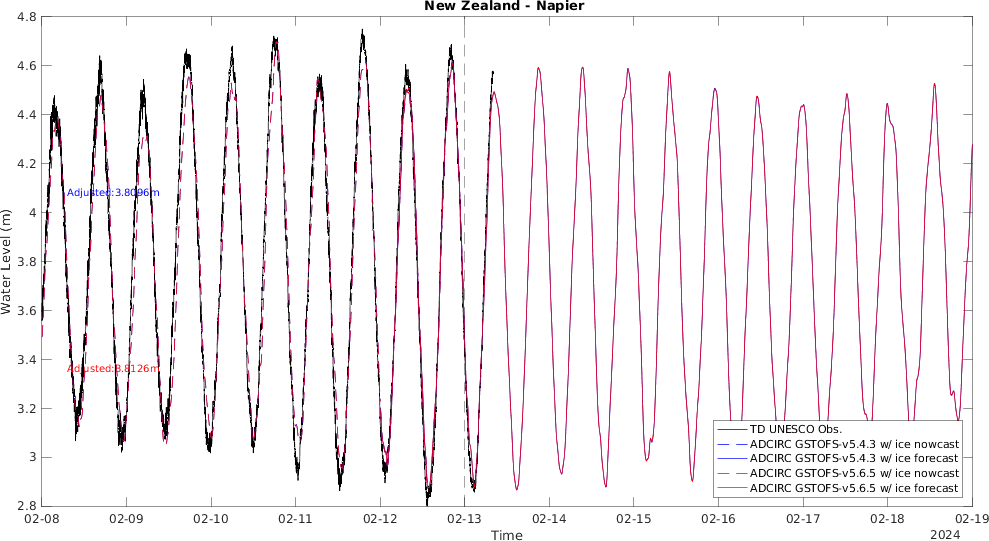 New Zealand - Napier
4.8
4.6
4.4
4.2
4
3.8
3.6
3.4
3.2
3
2.8
Water Level (m)
Adjusted:3.8096m
Adjusted:3.8126m
TD UNESCO Obs.
ADCIRC GSTOFS-v5.4.3 w/ ice nowcast
ADCIRC GSTOFS-v5.4.3 w/ ice forecast
ADCIRC GSTOFS-v5.6.5 w/ ice nowcast
ADCIRC GSTOFS-v5.6.5 w/ ice forecast
02-08 02-09 02-10 02-11 02-12 02-13 02-14 02-15 02-16 02-17 02-18 02-19
Time
2024